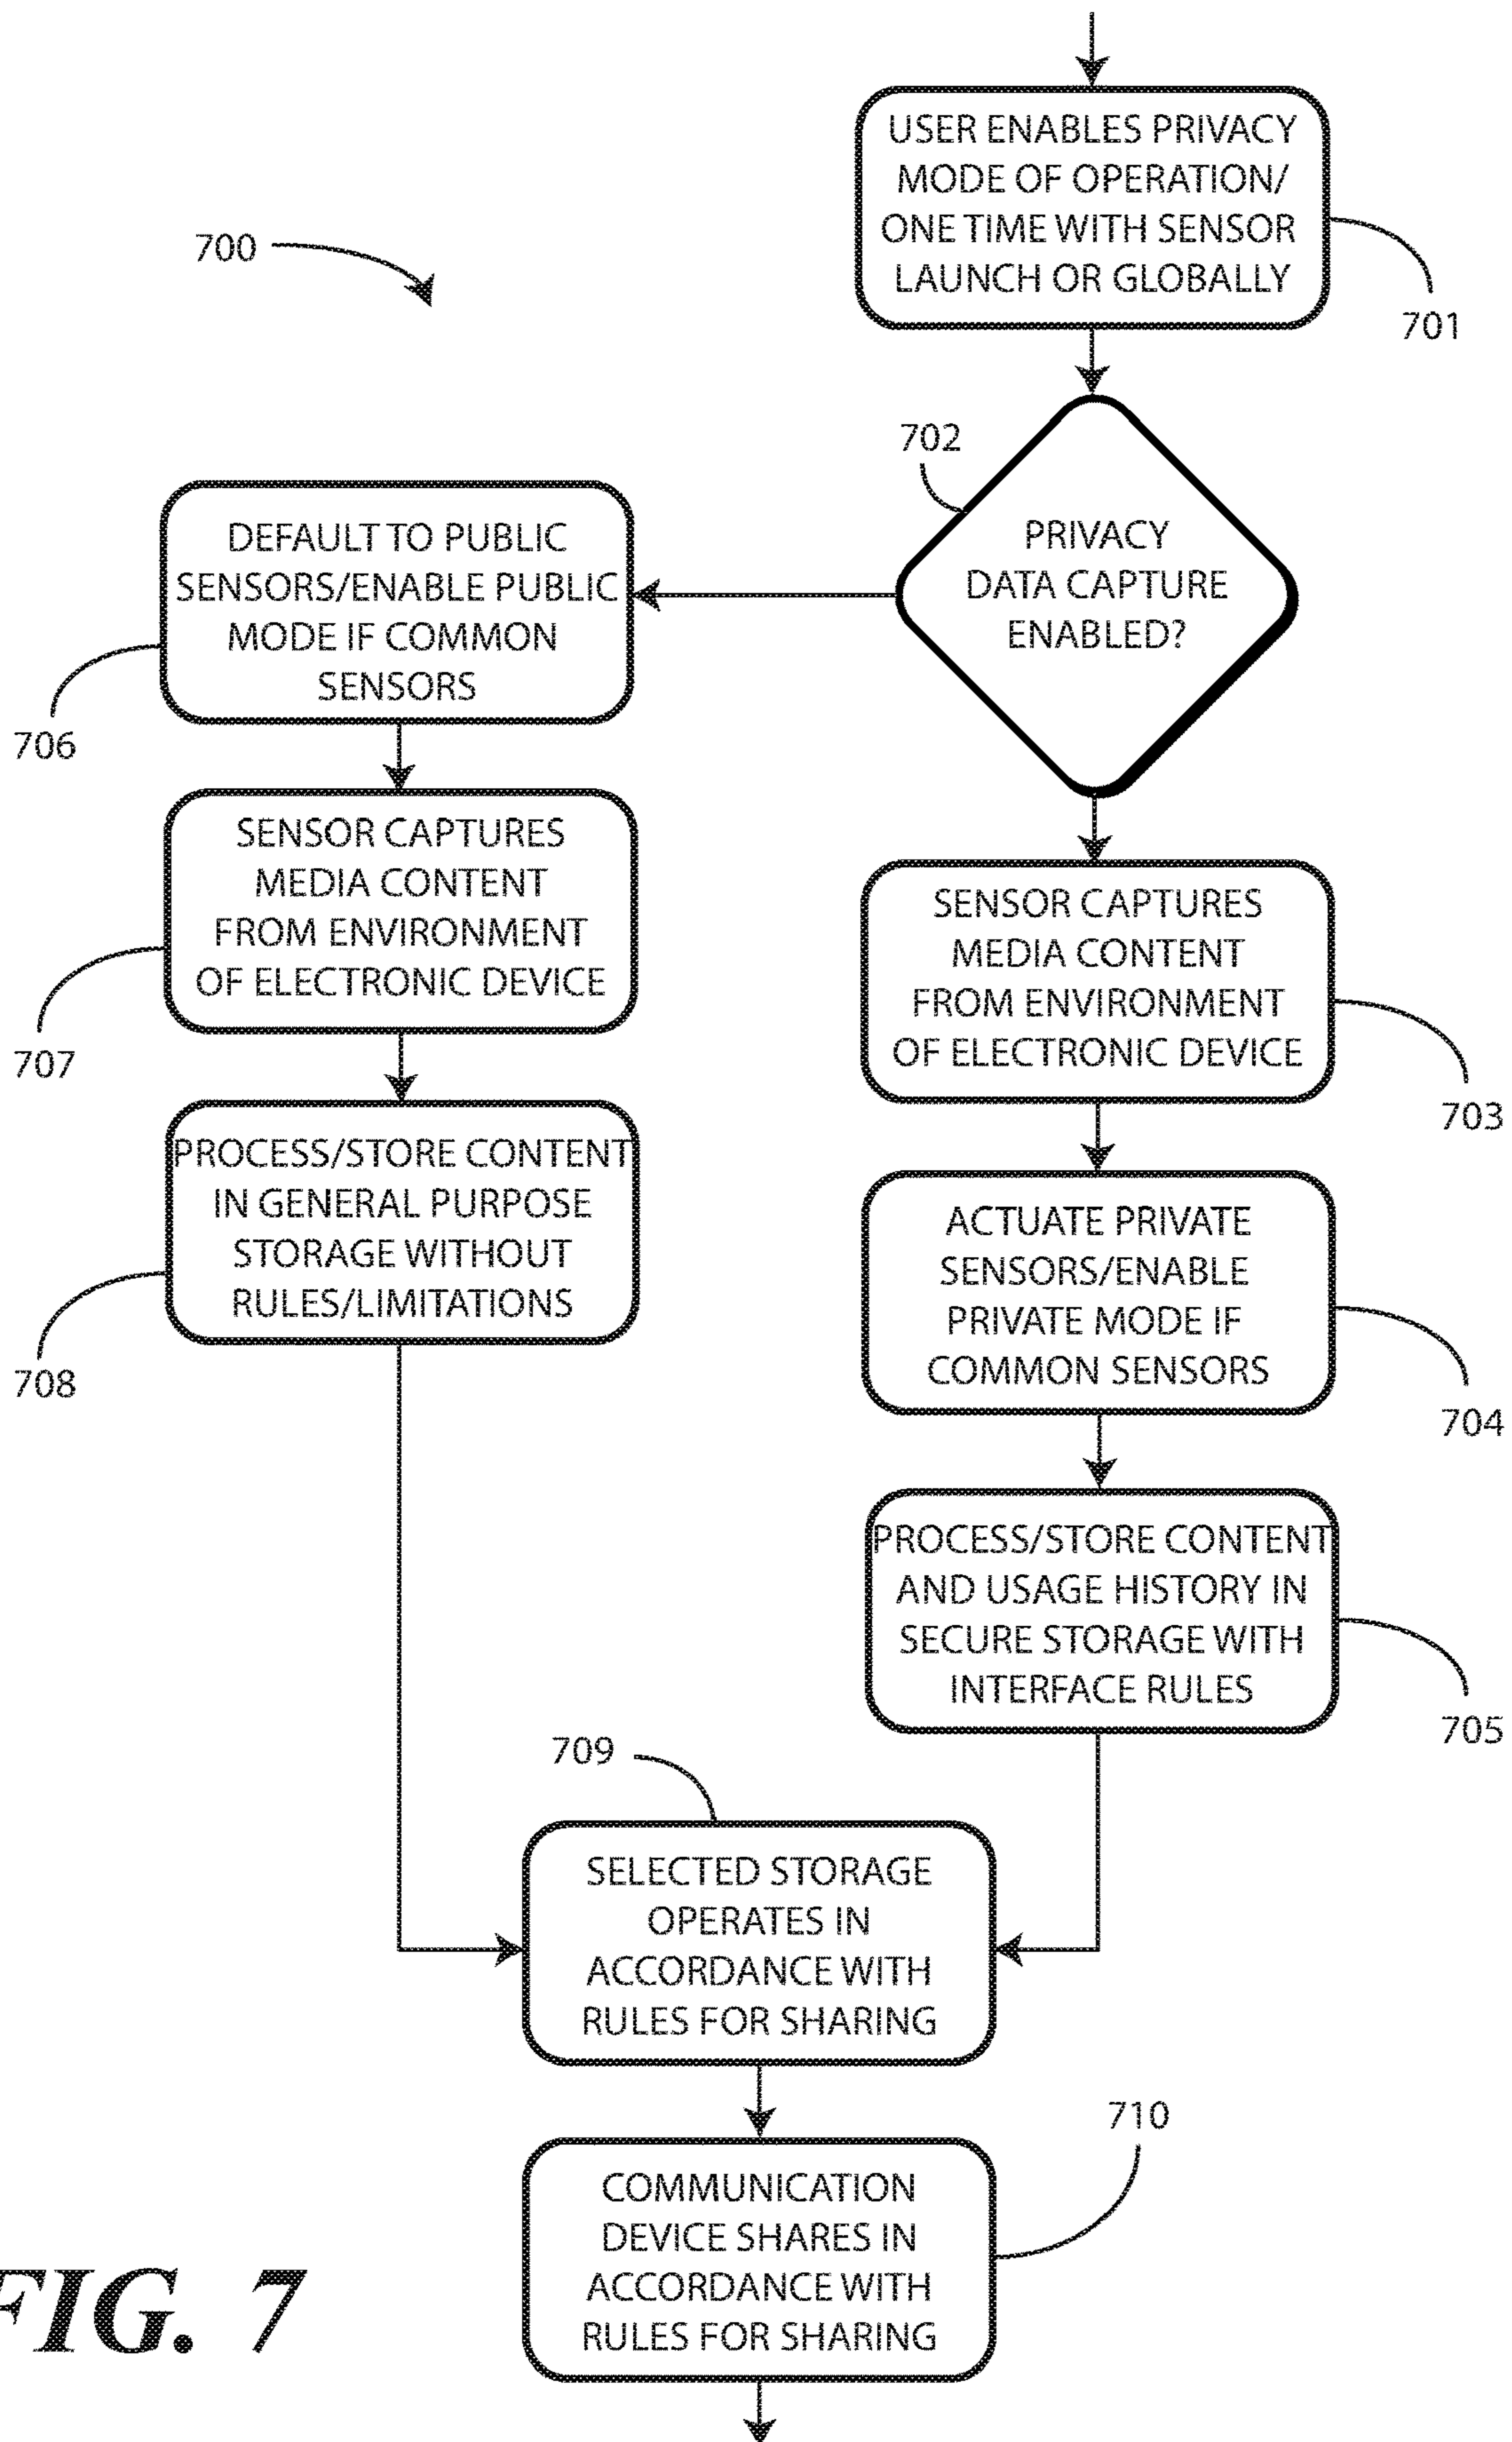 USER ENABLES PRIVACY
MODE OF OPERATION/
ONE TIME WITH SENSOR
LAUNCH OR GLOBALLY
700
701
702
PRIVACY
DATA CAPTURE
ENABLED?
DEFAULT TO PUBLIC
SENSORS/ENABLE PUBLIC
MODE IF COMMON
SENSORS
706
SENSOR CAPTURES
MEDIA CONTENT
FROM ENVIRONMENT
OF ELECTRONIC DEVICE
707
SENSOR CAPTURES
MEDIA CONTENT
FROM ENVIRONMENT
OF ELECTRONIC DEVICE
703
PROCESS/STORE CONTENT
IN GENERAL PURPOSE
STORAGE WITHOUT
RULES/LIMITATIONS
708
ACTUATE PRIVATE
SENSORS/ENABLE
PRIVATE MODE IF
COMMON SENSORS
704
PROCESS/STORE CONTENT
AND USAGE HISTORY IN
SECURE STORAGE WITH
INTERFACE RULES
705
709
SELECTED STORAGE
OPERATES IN
ACCORDANCE WITH
RULES FOR SHARING
710
COMMUNICATION
DEVICE SHARES IN
ACCORDANCE WITH
RULES FOR SHARING
FIG. 7